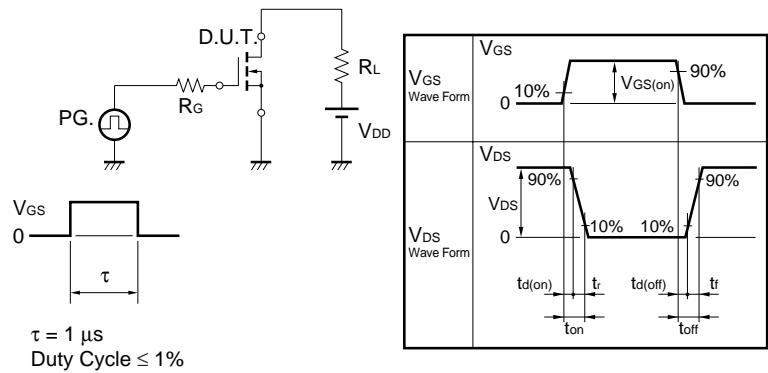 D.U.T.
RL
RG
PG.
VDD
VGS
0
τ
τ = 1 μs
Duty Cycle ≤ 1%
VGS
Wave Form
VGS
10%
0
VGS(on)
90%
VDS
Wave Form
VDS
90%
VDS
0
10%
10%
90%
td(on)
tr
td(off)
tf
ton
toff